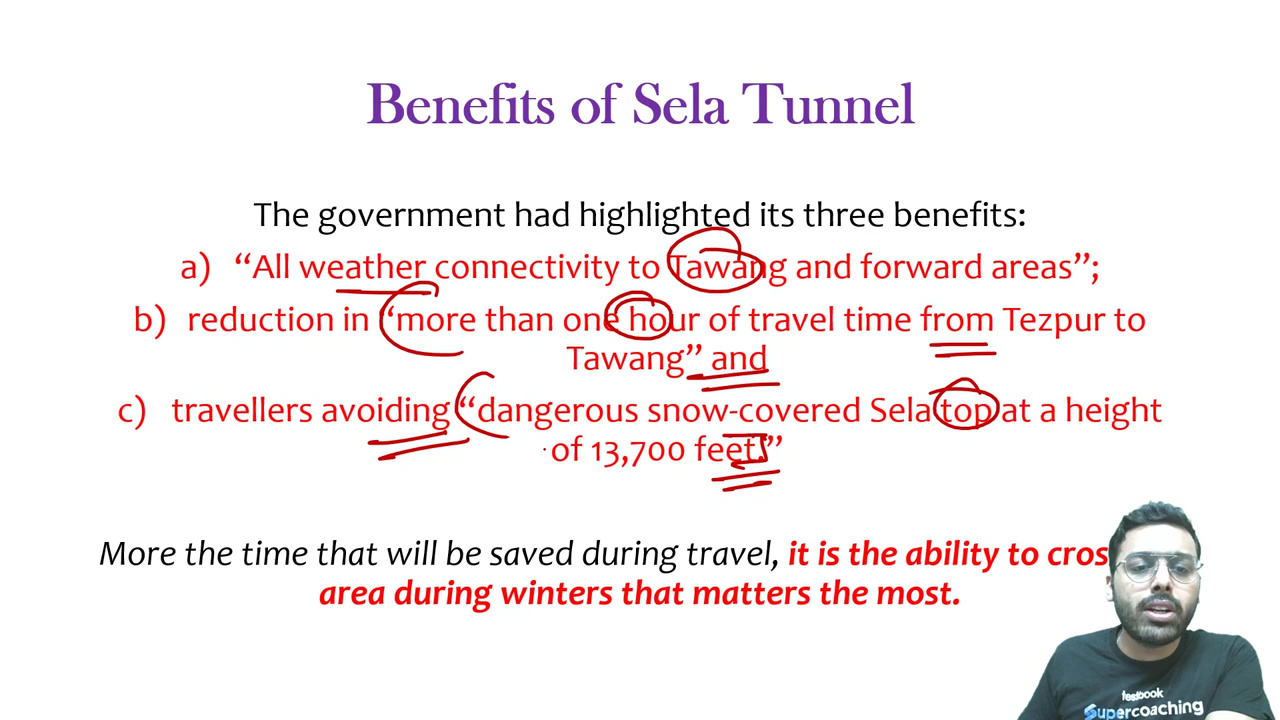 Benefits of Sela Tunnel
The government had highlighted its three benefits:
a) “All weather connectivity to Tawang and forward areas”;
b) reduction in “more than one hour of travel time from Tezpur to
Tawang” and
c) travellers avoiding “dangerous snow-covered Sela top at a height
of 13,700 feet.”
More the time that will be saved during travel, it is the ability to cros
area during winters that matters the most.
testbook
Supercoaching